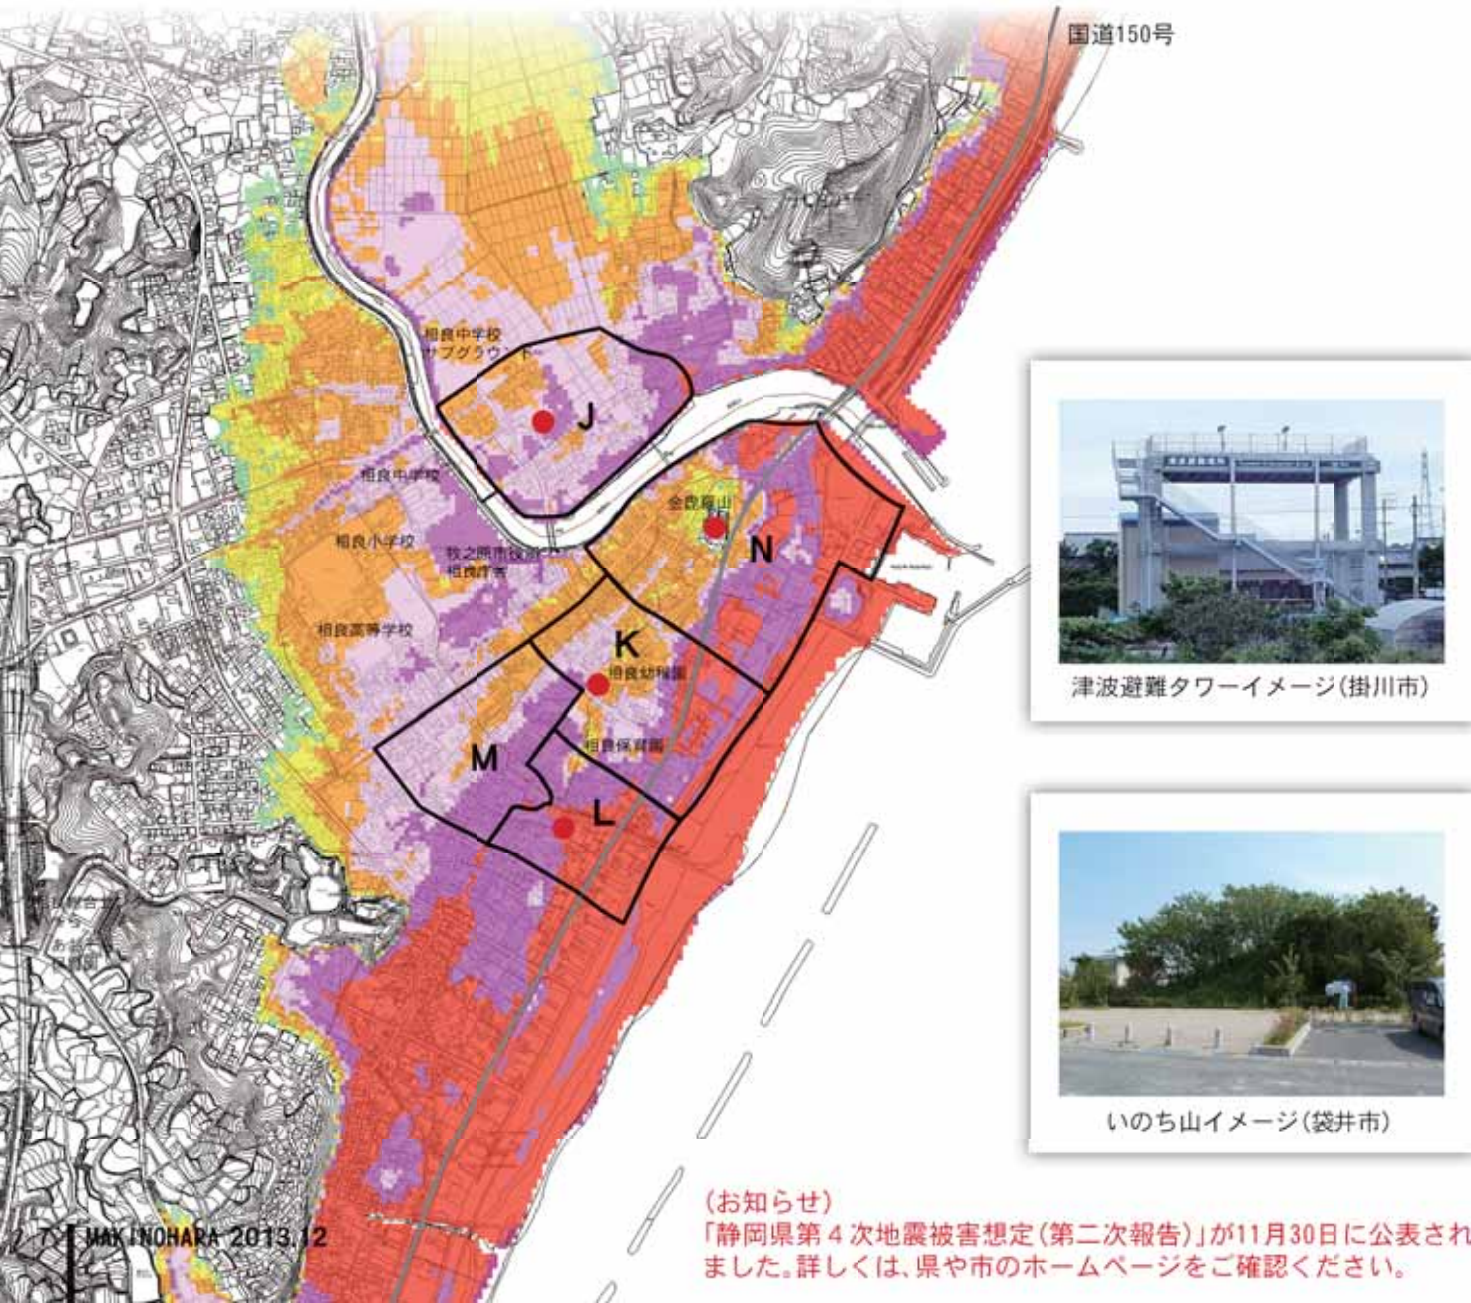 国道150号
相良中学校
サブグラウンド
J
相良中学校
金毘羅山
相良小学校
牧之原市役所
相良庁舎
N
相良高等学校
K
相良幼稚園
相良保育園
M
L
津波避難タワーイメージ(掛川市)
いのち山イメージ(袋井市)
7 MAKINOHARA 2013.12
(お知らせ)
「静岡県第4次地震被害想定(第二次報告)」が11月30日に公表され
ました。詳しくは、県や市のホームページをご確認ください。